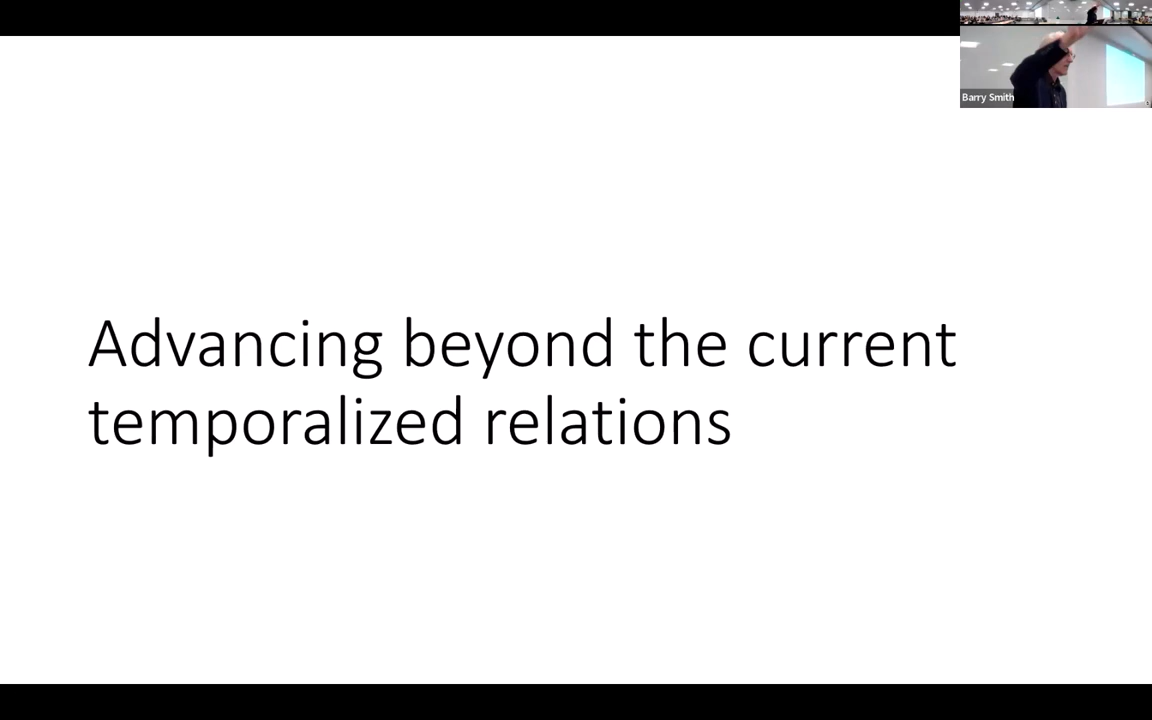 Barry Smith
Advancing beyond the current
temporalized relations